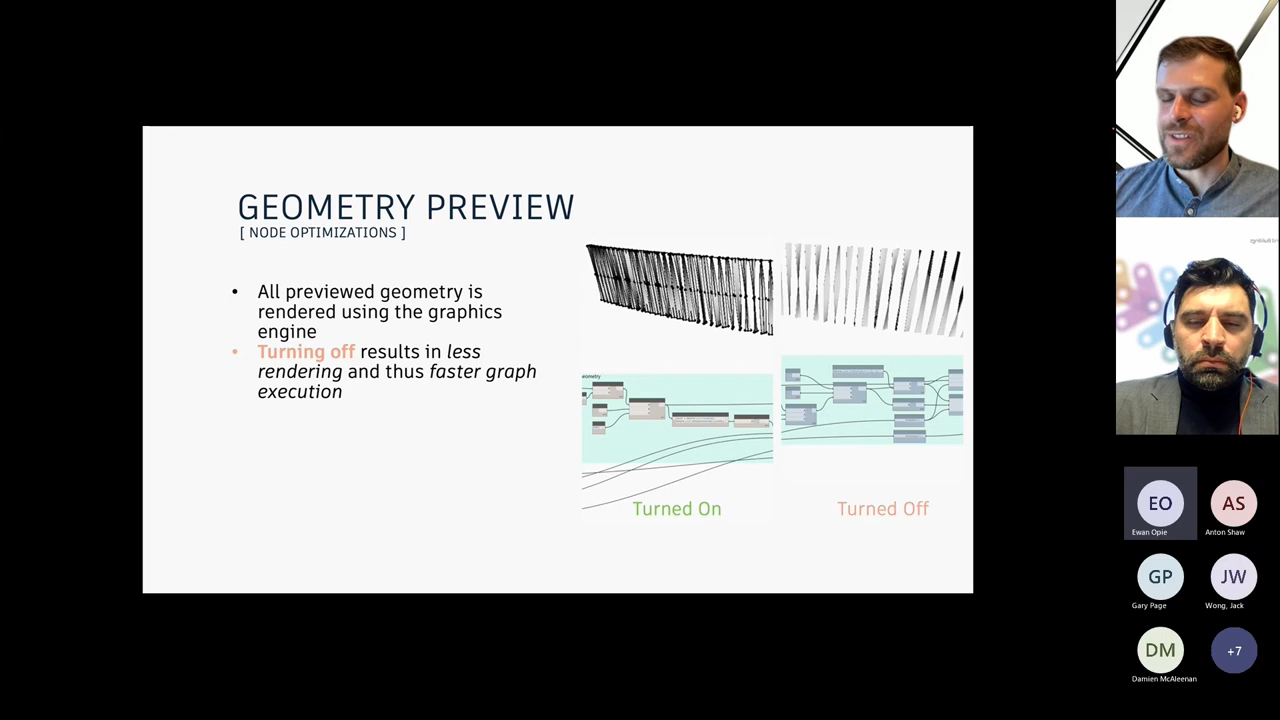 GEOMETRY PREVIEW
[ NODE OPTIMIZATIONS ]
• All previewed geometry is
rendered using the graphics
engine
• Turning off results in less
rendering and thus faster graph
execution
Turned On
Turned Off
EO
Ewan Opie
AS
Anton Shaw
GP
Gary Page
JW
Wong, Jack
DM
Damien McAleenan
+7